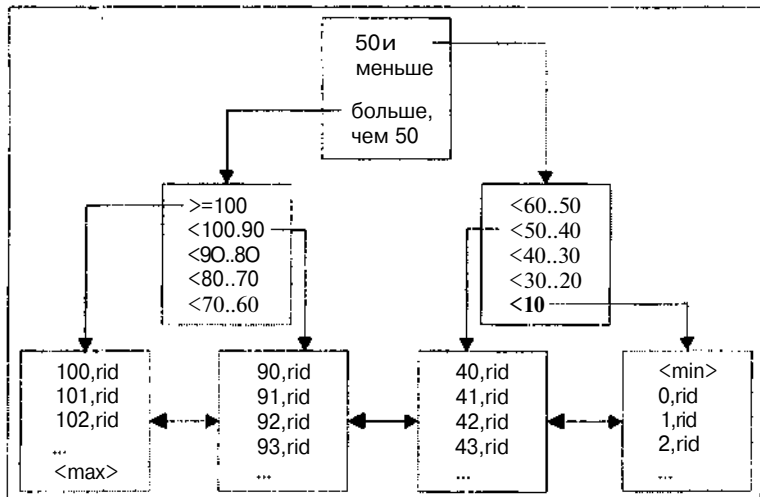 50 и
меньше
больше,
чем 50
>=100
<100.90
<90..80
<80..70
<70..60
<60..50
<50..40
<40..30
<30..20
<10
100,rid
101,rid
102,rid
...
<max>
90,rid
91,rid
92,rid
93,rid
...
40,rid
41,rid
42,rid
43,rid
...
<min>
0,rid
1,rid
2,rid
...